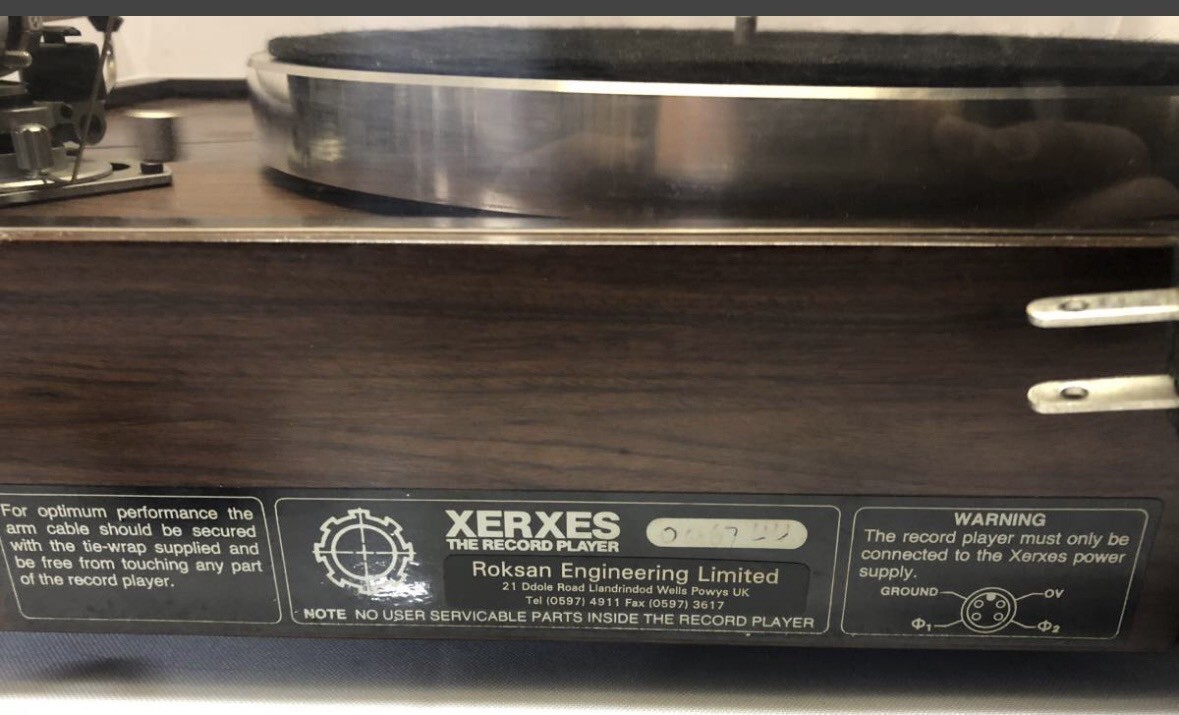 For optimum performance the
arm cable should be secured
with the tie-wrap supplied and
be free from touching any part
of the record player.
XERXES
THE RECORD PLAYER
Roksan Engineering Limited
21 Ddole Road Llandrindod Wells Powys UK
Tel (0597) 4911 Fax (0597) 3617
NOTE NO USER SERVICABLE PARTS INSIDE THE RECORD PLAYER
WARNING
The record player must only be
connected to the Xerxes power
supply.
GROUND
OV
Φ1
Φ2